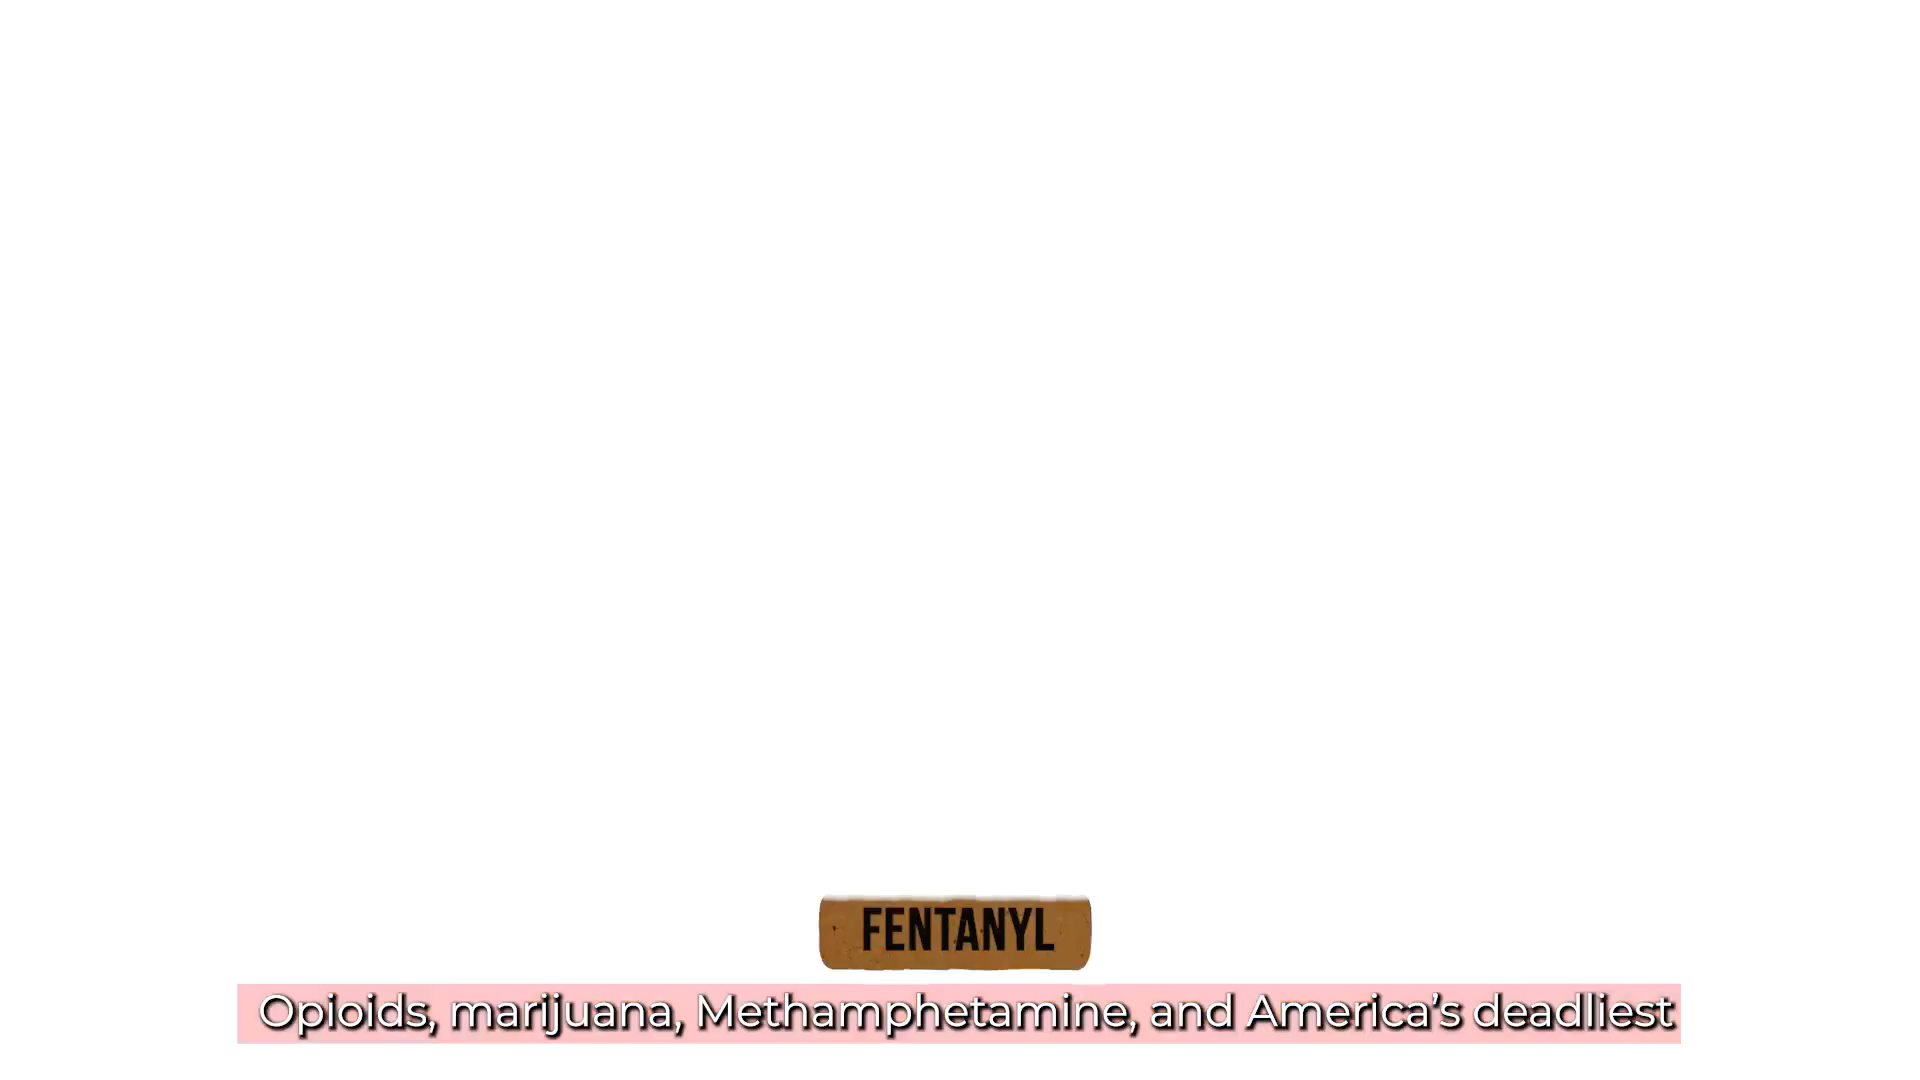 FENTANYL
Opioids, marijuana, Methamphetamine, and America’s deadliest